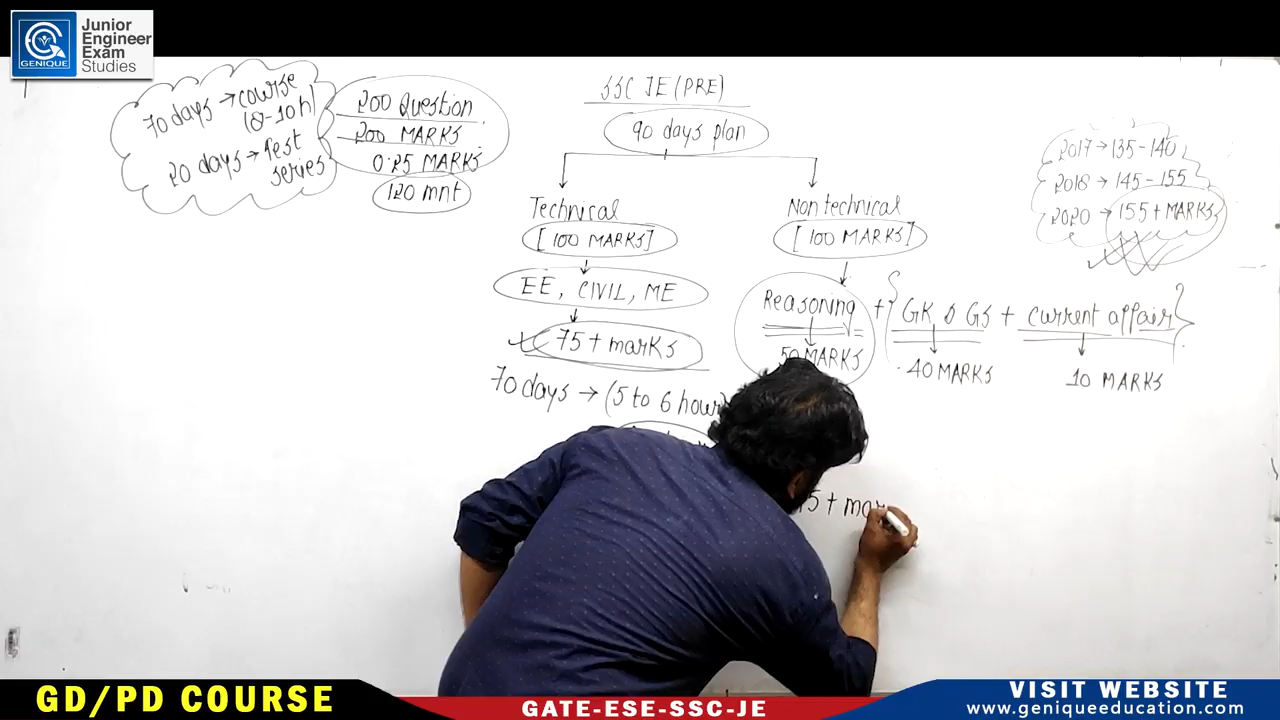 GENIQUE
Junior
Engineer
Exam
Studies
70 days → course
(8-10h)
20 days → Test
series
200 Question
200 MARKS
0.25 MARKS
120 mnt
SSC JE (PRE)
90 days plan
Technical
[100 MARKS]
EE, CIVIL, ME
75 + marks
70 days → (5 to 6 hour)
Non technical
[100 MARKS]
Reasoning + { GK & GS + current affair }
50 MARKS
40 MARKS
10 MARKS
5 + mar
2017 → 135 - 140
2018 → 145 - 155
2020 → 155 + MARKS
GD/PD COURSE
GATE-ESE-SSC-JE
VISIT WEBSITE
www.geniqueeducation.com